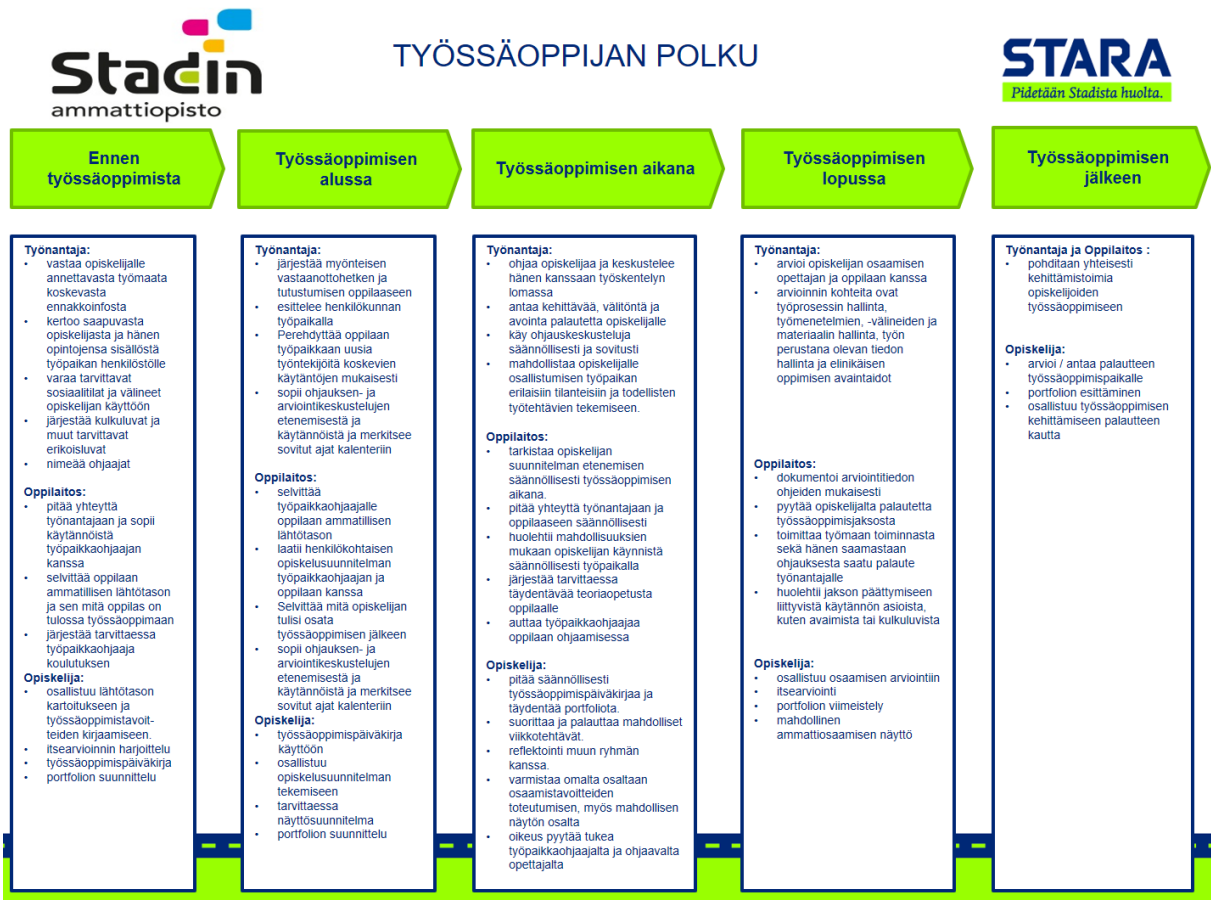 Stadin
ammattiopisto
TYÖSSÄOPPIJAN POLKU
STARA
Pidetään Stadista huolta.
Ennen
työssäoppimista
Työssäoppimisen
alussa
Työssäoppimisen aikana
Työssäoppimisen
lopussa
Työssäoppimisen
jälkeen
Työnantaja:
• vastaa opiskelijalle
annettavasta työmaata
koskevasta
ennakkoinfosta
• kertoo saapuvasta
opiskelijasta ja hänen
opintojensa sisällöstä
työpaikan henkilöstölle
• varaa tarvittavat
sosiaalitilat ja välineet
opiskelijan käyttöön
• järjestää kulkuluvat ja
muut tarvittavat
erikoisluvat
• nimeää ohjaajat
Oppilaitos:
• pitää yhteyttä
työnantajaan ja sopii
käytännöistä
työpaikkaohjaajan
kanssa
• selvittää oppilaan
ammatillisen lähtötason
ja sen mitä oppilas on
tulossa työssäoppimaan
• järjestää tarvittaessa
työpaikkaohjaaja
koulutuksen
Opiskelija:
• osallistuu lähtötason
kartoitukseen ja
työssäoppimistavoit-
teiden kirjaamiseen.
• itsearvioinnin harjoittelu
• työssäoppimispäiväkirja
• portfolion suunnittelu
Työnantaja:
• järjestää myönteisen
vastaanottohetken ja
tutustumisen oppilaaseen
• esittelee henkilökunnan
työpaikalla
• Perehdyttää oppilaan
työpaikkaan uusia
työntekijöitä koskevien
käytäntöjen mukaisesti
• sopii ohjauksen- ja
arviointikeskustelujen
etenemisestä ja
käytännöistä ja merkitsee
sovitut ajat kalenteriin
Oppilaitos:
• selvittää
työpaikkaohjaajalle
oppilaan ammatillisen
lähtötason
• laatii henkilökohtaisen
opiskelusuunnitelman
työpaikkaohjaajan ja
oppilaan kanssa
• Selvittää mitä opiskelijan
tulisi osata
työssäoppimisen jälkeen
• sopii ohjauksen- ja
arviointikeskustelujen
etenemisestä ja
käytännöistä ja merkitsee
sovitut ajat kalenteriin
Opiskelija:
• työssäoppimispäiväkirja
käyttöön
• osallistuu
opiskelusuunnitelman
tekemiseen
• tarvittaessa
näyttösuunnitelma
• portfolion suunnittelu
Työnantaja:
• ohjaa opiskelijaa ja keskustelee
hänen kanssaan työskentelyn
lomassa
• antaa kehittävää, välitöntä ja
avointa palautetta opiskelijalle
• käy ohjauskeskusteluja
säännöllisesti ja sovitusti
• mahdollistaa opiskelijalle
osallistumisen työpaikan
erilaisiin tilanteisiin ja todellisten
työtehtävien tekemiseen.
Oppilaitos:
• tarkistaa opiskelijan
suunnitelman etenemisen
säännöllisesti työssäoppimisen
aikana.
• pitää yhteyttä työnantajaan ja
oppilaaseen säännöllisesti
• huolehtii mahdollisuuksien
mukaan opiskelijan käynnistä
säännöllisesti työpaikalla
• järjestää tarvittaessa
täydentävää teoriaopetusta
oppilaalle
• auttaa työpaikkaohjaajaa
oppilaan ohjaamisessa
Opiskelija:
• pitää säännöllisesti
työssäoppimispäiväkirjaa ja
täydentää portfoliota.
• suorittaa ja palauttaa mahdolliset
viikkotehtävät.
• reflektointi muun ryhmän
kanssa.
• varmistaa omalta osaltaan
osaamistavoitteiden
toteutumisen, myös mahdollisen
näytön osalta
• oikeus pyytää tukea
työpaikkaohjaajalta ja ohjaavalta
opettajalta
Työnantaja:
• arvioi opiskelijan osaamisen
opettajan ja oppilaan kanssa
• arvioinnin kohteita ovat
työprosessin hallinta,
työmenetelmien, -välineiden ja
materiaalin hallinta, työn
perustana olevan tiedon
hallinta ja elinikäisen
oppimisen avaintaidot
Oppilaitos:
• dokumentoi arviointitiedon
ohjeiden mukaisesti
• pyytää opiskelijalta palautetta
työssäoppimisjaksosta
• toimittaa työmaan toiminnasta
sekä hänen saamastaan
ohjauksesta saatu palaute
työnantajalle
• huolehtii jakson päättymiseen
liittyvistä käytännön asioista,
kuten avaimista tai kulkuluvista
Opiskelija:
• osallistuu osaamisen arviointiin
• itsearviointi
• portfolion viimeistely
• mahdollinen
ammattiosaamisen näyttö
Työnantaja ja Oppilaitos :
• pohditaan yhteisesti
kehittämistoimia
opiskelijoiden
työssäoppimiseen
Opiskelija:
• arvioi / antaa palautteen
työssäoppimispaikalle
• portfolion esittäminen
• osallistuu työssäoppimisen
kehittämiseen palautteen
kautta